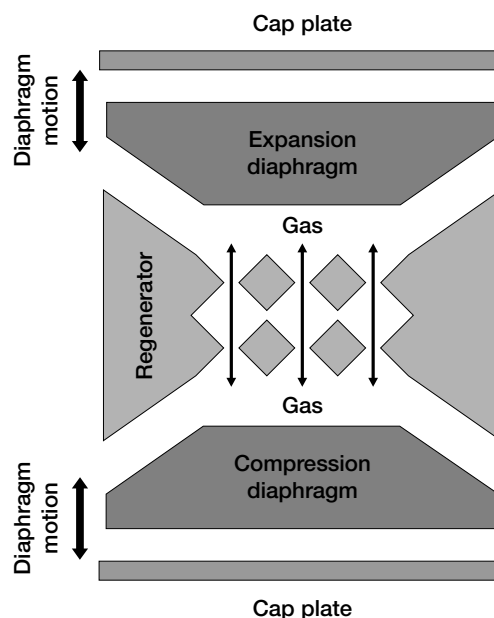 Cap plate
Diaphragm
motion
Expansion
diaphragm
Gas
Regenerator
Gas
Compression
diaphragm
Diaphragm
motion
Cap plate